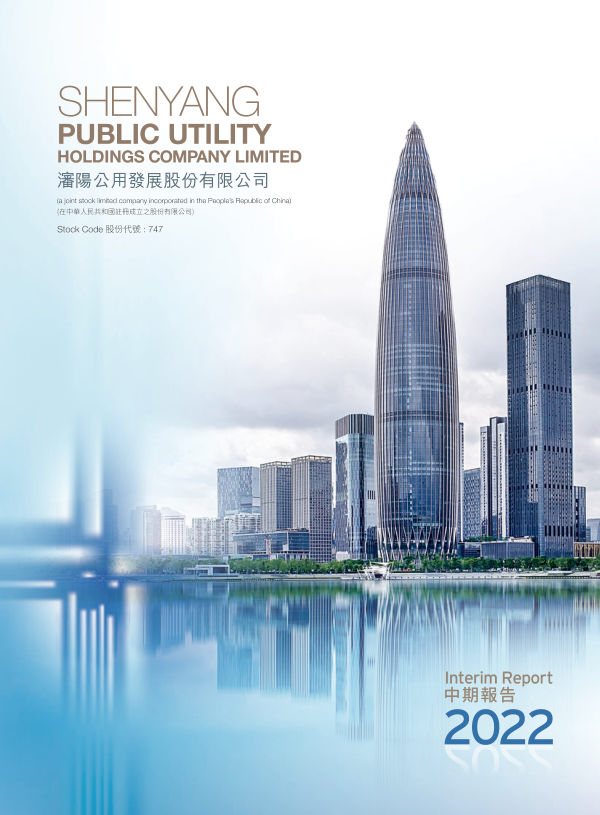 SHENYANG
PUBLIC UTILITY
HOLDINGS COMPANY LIMITED
瀋陽公用發展股份有限公司
(a joint stock limited company incorporated in the People's Republic of China)
(在中華人民共和國註冊成立之股份有限公司)
Stock Code 股份代號 : 747
Interim Report
中期報告
2022